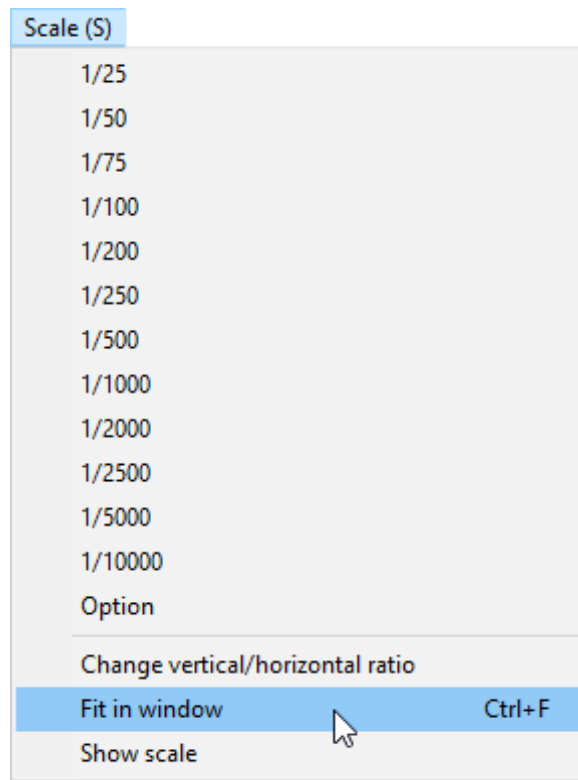 Scale (S)
1/25
1/50
1/75
1/100
1/200
1/250
1/500
1/1000
1/2000
1/2500
1/5000
1/10000
Option
Change vertical/horizontal ratio
Fit in window Ctrl+F
Show scale